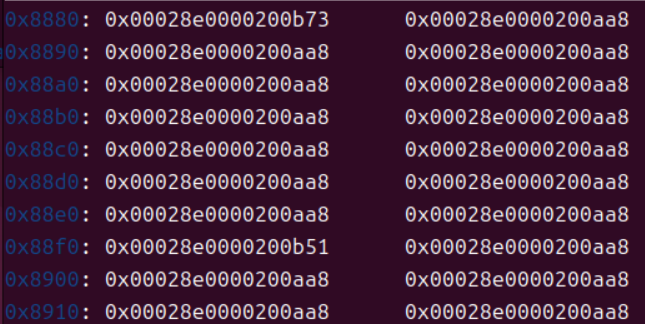 0x8880: 0x00028e0000200b73 0x00028e0000200aa8
0x8890: 0x00028e0000200aa8 0x00028e0000200aa8
0x88a0: 0x00028e0000200aa8 0x00028e0000200aa8
0x88b0: 0x00028e0000200aa8 0x00028e0000200aa8
0x88c0: 0x00028e0000200aa8 0x00028e0000200aa8
0x88d0: 0x00028e0000200aa8 0x00028e0000200aa8
0x88e0: 0x00028e0000200aa8 0x00028e0000200aa8
0x88f0: 0x00028e0000200b51 0x00028e0000200aa8
0x8900: 0x00028e0000200aa8 0x00028e0000200aa8
0x8910: 0x00028e0000200aa8 0x00028e0000200aa8